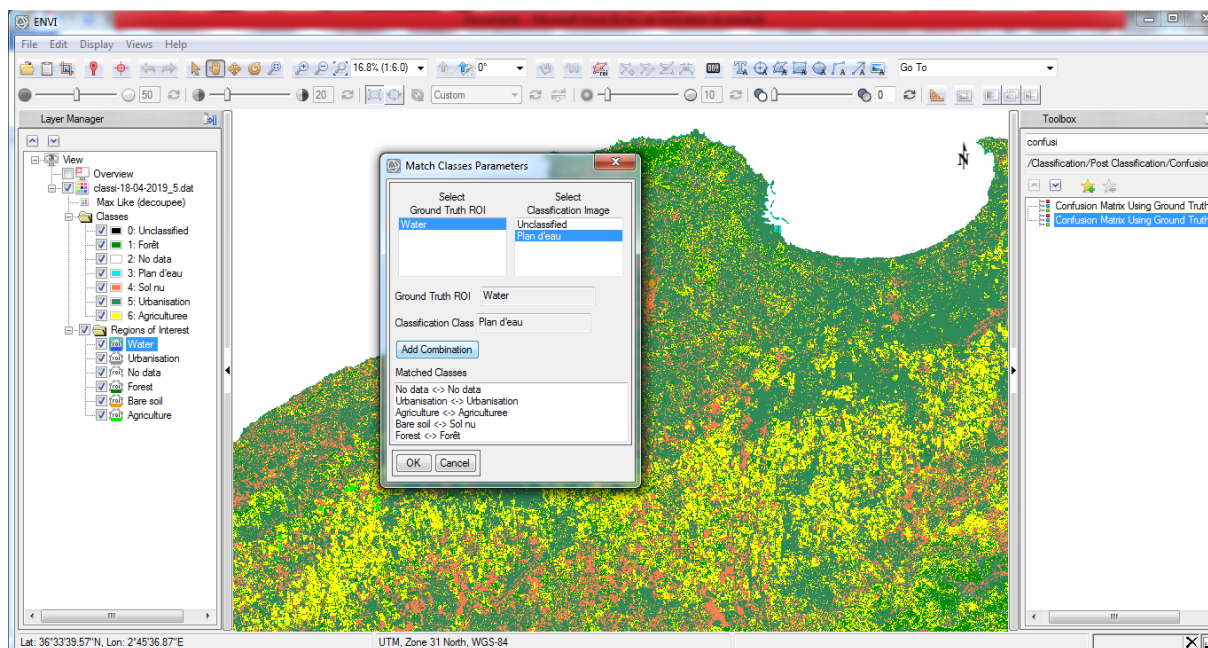 ENVI
File Edit Display Views Help
16.8% (1:6.0) 0° Go To
50 20 Custom 10 0
Layer Manager
View
Overview
classi-18-04-2019_5.dat
Max Like (decoupee)
Classes
0: Unclassified
1: Forêt
2: No data
3: Plan d'eau
4: Sol nu
5: Urbanisation
6: Agriculturee
Regions of Interest
Water
Urbanisation
No data
Forest
Bare soil
Agriculture
Match Classes Parameters
Select
Ground Truth ROI
Water
Select
Classification Image
Unclassified
Plan d'eau
Ground Truth ROI Water
Classification Class Plan d'eau
Add Combination
Matched Classes
No data <-> No data
Urbanisation <-> Urbanisation
Agriculture <-> Agriculturee
Bare soil <-> Sol nu
Forest <-> Forêt
OK Cancel
N
Toolbox
confusi
/Classification/Post Classification/Confusion
Confusion Matrix Using Ground Truth
Confusion Matrix Using Ground Truth
Lat: 36°33'39.57"N, Lon: 2°45'36.87"E UTM, Zone 31 North, WGS-84